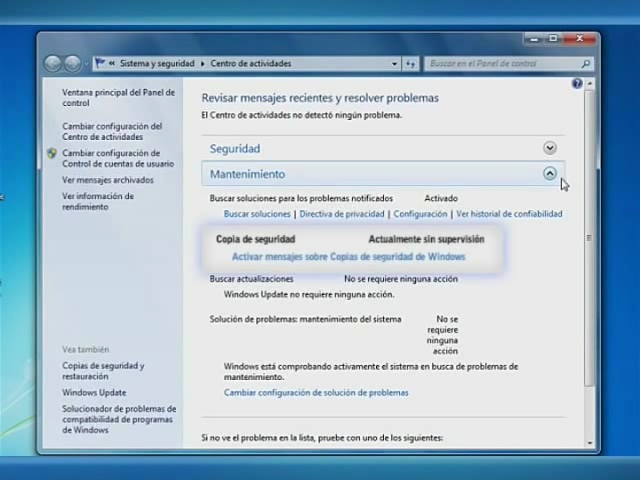 « Sistema y seguridad ▸ Centro de actividades
Buscar en el Panel de control
Ventana principal del Panel de
control
Cambiar configuración del
Centro de actividades
Cambiar configuración de
Control de cuentas de usuario
Ver mensajes archivados
Ver información de
rendimiento
Vea también
Copias de seguridad y
restauración
Windows Update
Solucionador de problemas de
compatibilidad de programas
de Windows
Revisar mensajes recientes y resolver problemas
El Centro de actividades no detectó ningún problema.
Seguridad
Mantenimiento
Buscar soluciones para los problemas notificados Activado
Buscar soluciones | Directiva de privacidad | Configuración | Ver historial de confiabilidad
Copia de seguridad Actualmente sin supervisión
Activar mensajes sobre Copias de seguridad de Windows
Buscar actualizaciones No se requiere ninguna acción
Windows Update no requiere ninguna acción.
Solución de problemas: mantenimiento del sistema No se
requiere
ninguna
acción
Windows está comprobando activamente el sistema en busca de problemas de
mantenimiento.
Cambiar configuración de solución de problemas
Si no ve el problema en la lista, pruebe con uno de los siguientes: